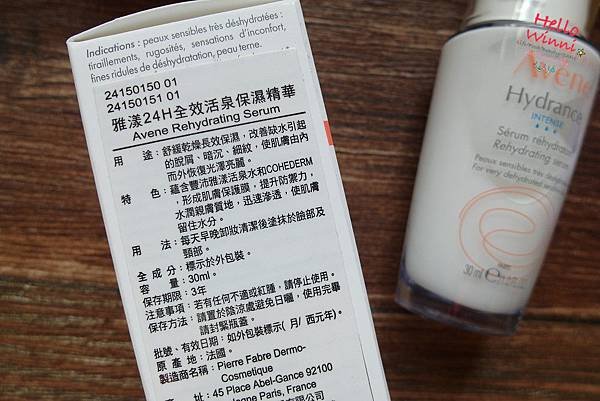 Indications : peaux sensibles très déshydratées :
tiraillements, rugosités, sensations d'inconfort,
fines ridules de déshydratation, peau terne.
24150150 01
24150151 01
雅漾24H全效活泉保濕精華
Avene Rehydrating Serum
用 途：舒緩乾燥長效保濕，改善缺水引起
的脫屑、暗沉、細紋，使肌膚由內
而外恢復光澤亮麗。
特 色：蘊含豐沛雅漾活泉水和COHEDERM
，形成肌膚保護膜，提升防禦力，
水潤親膚質地，迅速滲透，使肌膚
留住水分。
用 法：每天早晚卸妝清潔後塗抹於臉部及
頸部。
全 成 分：標示於外包裝。
容 量：30ml。
保存期限：3年
注意事項：若有任何不適或紅腫，請停止使用。
保存方法：請置於陰涼處避免日曬，使用完畢
請封緊瓶蓋。
批號、有效日期：如外包裝標示(月/西元年)。
原 產 地：法國。
製造商名稱：Pierre Fabre Dermo-
Cosmetique
址：45 Place Abel-Gance 92100
Paris, France
Hello
Winni
Avène
Hydrance
INTENSE
Sérum réhydratant
Rehydrating serum
Peaux sensibles très
For very dehydrated
30 ml